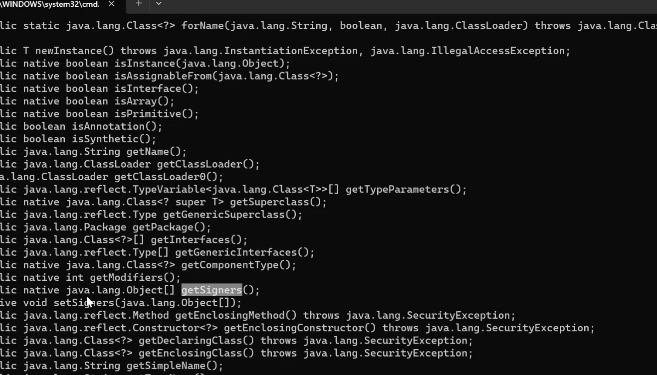 \WINDOWS\system32\cmd. × + ⌄
lic static java.lang.Class<?> forName(java.lang.String, boolean, java.lang.ClassLoader) throws java.lang.Clas
lic T newInstance() throws java.lang.InstantiationException, java.lang.IllegalAccessException;
lic native boolean isInstance(java.lang.Object);
lic native boolean isAssignableFrom(java.lang.Class<?>);
lic native boolean isInterface();
lic native boolean isArray();
lic native boolean isPrimitive();
lic boolean isAnnotation();
lic boolean isSynthetic();
lic java.lang.String getName();
lic java.lang.ClassLoader getClassLoader();
a.lang.ClassLoader getClassLoader0();
lic java.lang.reflect.TypeVariable<java.lang.Class<T>>[] getTypeParameters();
lic native java.lang.Class<? super T> getSuperclass();
lic java.lang.reflect.Type getGenericSuperclass();
lic java.lang.Package getPackage();
lic java.lang.Class<?>[] getInterfaces();
lic java.lang.reflect.Type[] getGenericInterfaces();
lic native java.lang.Class<?> getComponentType();
lic native int getModifiers();
lic native java.lang.Object[] getSigners();
ive void setSigners(java.lang.Object[]);
lic java.lang.reflect.Method getEnclosingMethod() throws java.lang.SecurityException;
lic java.lang.reflect.Constructor<?> getEnclosingConstructor() throws java.lang.SecurityException;
lic java.lang.Class<?> getDeclaringClass() throws java.lang.SecurityException;
lic java.lang.Class<?> getEnclosingClass() throws java.lang.SecurityException;
lic java.lang.String getSimpleName();